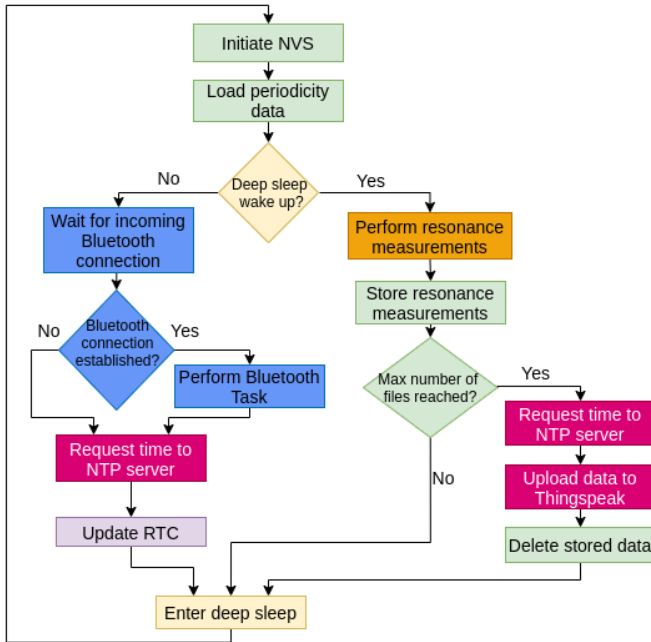 Initiate NVS
Load periodicity
data
Deep sleep
wake up?
No
Yes
Wait for incoming
Bluetooth
connection
Perform resonance
measurements
Store resonance
measurements
Bluetooth
connection
established?
No
Yes
Perform Bluetooth
Task
Max number of
files reached?
Yes
No
Request time to
NTP server
Request time to
NTP server
Upload data to
Thingspeak
Update RTC
Delete stored data
Enter deep sleep